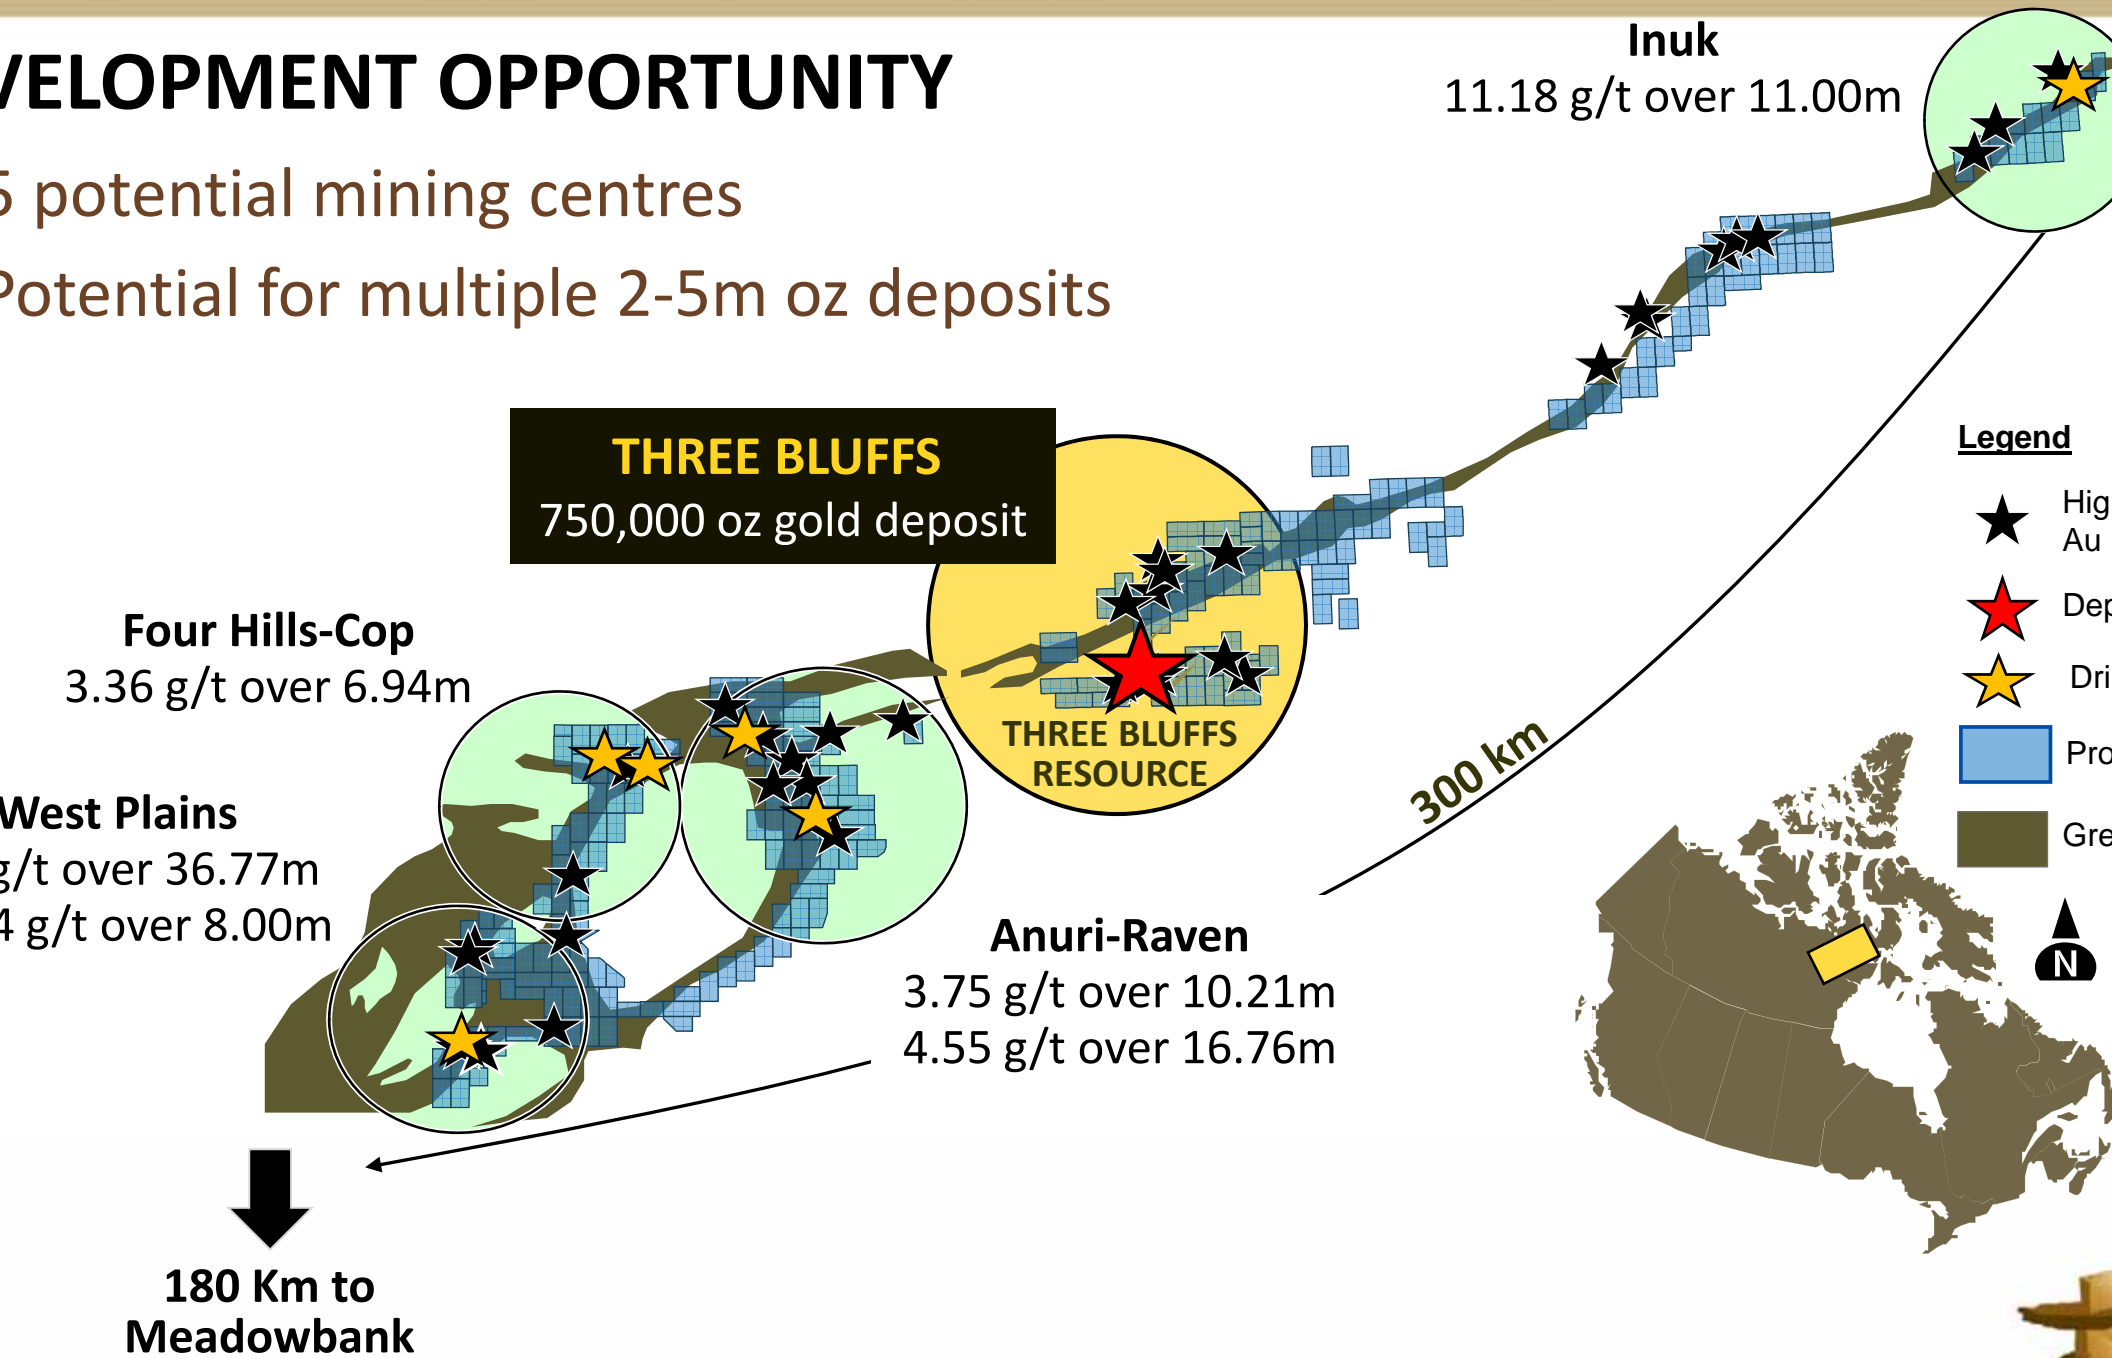 VELOPMENT OPPORTUNITY
5 potential mining centres
Potential for multiple 2-5m oz deposits
Inuk
11.18 g/t over 11.00m
THREE BLUFFS
750,000 oz gold deposit
Four Hills-Cop
3.36 g/t over 6.94m
West Plains
g/t over 36.77m
4 g/t over 8.00m
THREE BLUFFS
RESOURCE
300 km
Anuri-Raven
3.75 g/t over 10.21m
4.55 g/t over 16.76m
180 Km to
Meadowbank
Legend
Hig
Au
Dep
Dri
Pro
Gre
N